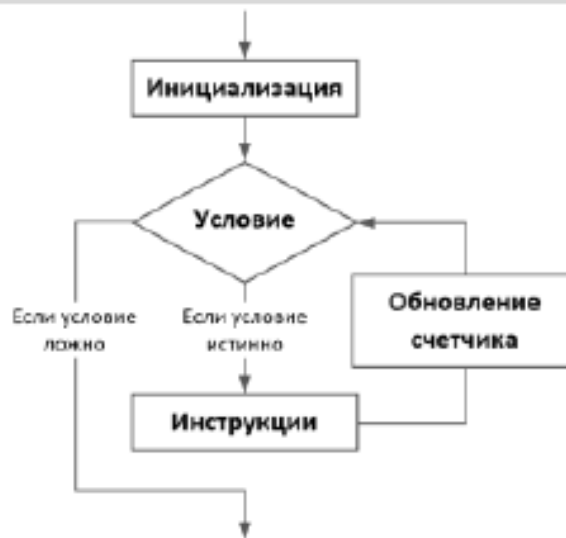 Инициализация
Условие
Если условие
ложно
Если условие
истинно
Обновление
счетчика
Инструкции